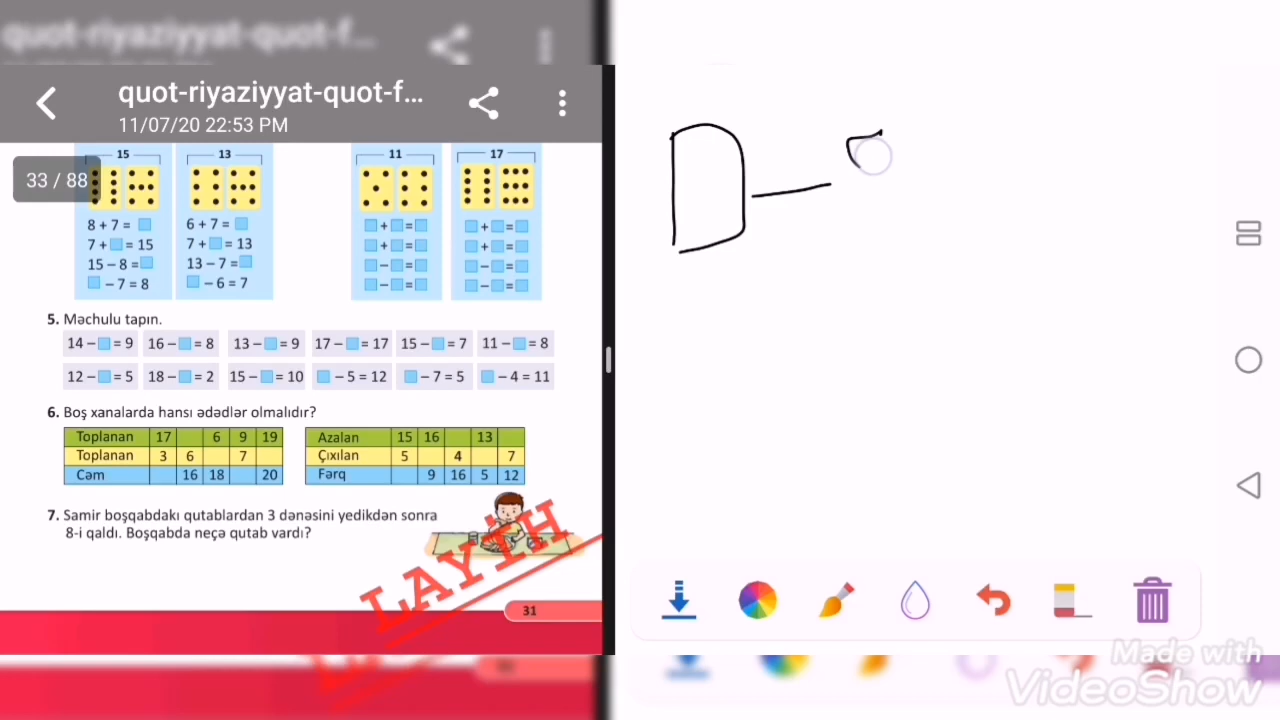 quot-riyaziyyat-quot-f...
quot-riyaziyyat-quot-f...
11/07/20 22:53 PM
33 / 88
15 13 11 17
8 + 7 = 6 + 7 = + = + =
7 + = 15 7 + = 13 + = + =
15 – 8 = 13 – 7 = – = – =
– 7 = 8 – 6 = 7 – = – =
5. Məchulu tapın.
14 – = 9 16 – = 8 13 – = 9 17 – = 17 15 – = 7 11 – = 8
12 – = 5 18 – = 2 15 – = 10 – 5 = 12 – 7 = 5 – 4 = 11
6. Boş xanalarda hansı ədədlər olmalıdır?
Toplanan 17 6 9 19 Azalan 15 16 13
Toplanan 3 6 7 Çıxılan 5 4 7
Cəm 16 18 20 Fərq 9 16 5 12
7. Samir boşqabdakı qutablardan 3 dənəsini yedikdən sonra
8-i qaldı. Boşqabda neçə qutab vardı?
LAYİH
31
Made with
VideoShow